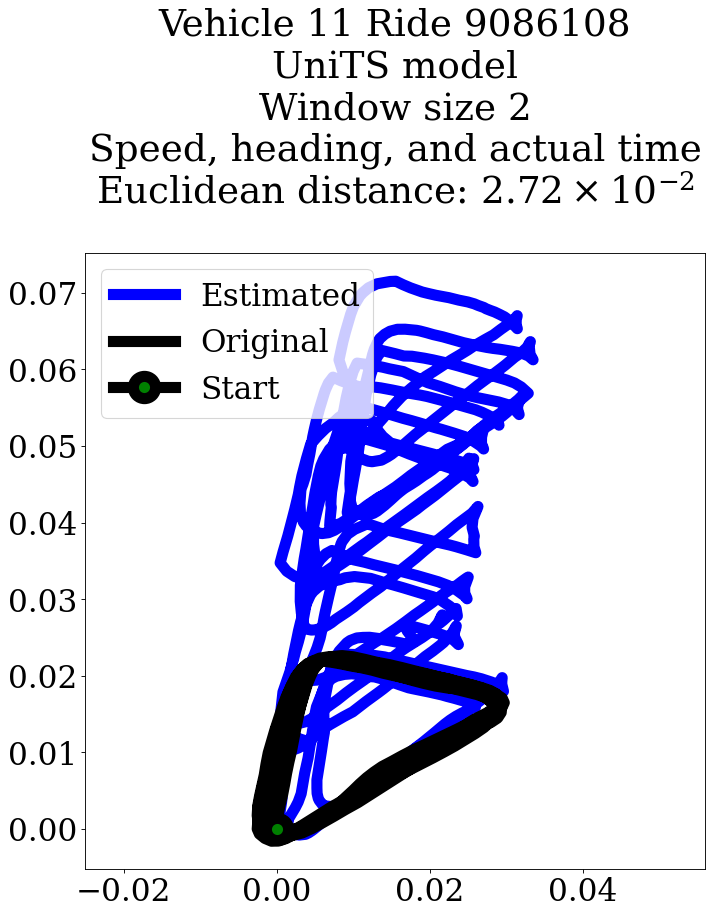 Vehicle 11 Ride 9086108
UniTS model
Window size 2
Speed, heading, and actual time
Euclidean distance: 2.72 × 10⁻²
Estimated
Original
Start
0.07
0.06
0.05
0.04
0.03
0.02
0.01
0.00
−0.02 0.00 0.02 0.04